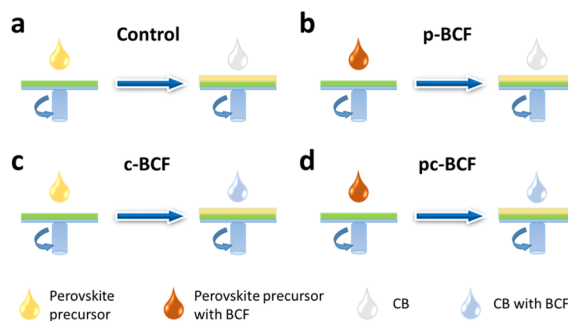 a
Control
b
p-BCF
c
c-BCF
d
pc-BCF
Perovskite
precursor
Perovskite precursor
with BCF
CB
CB with BCF